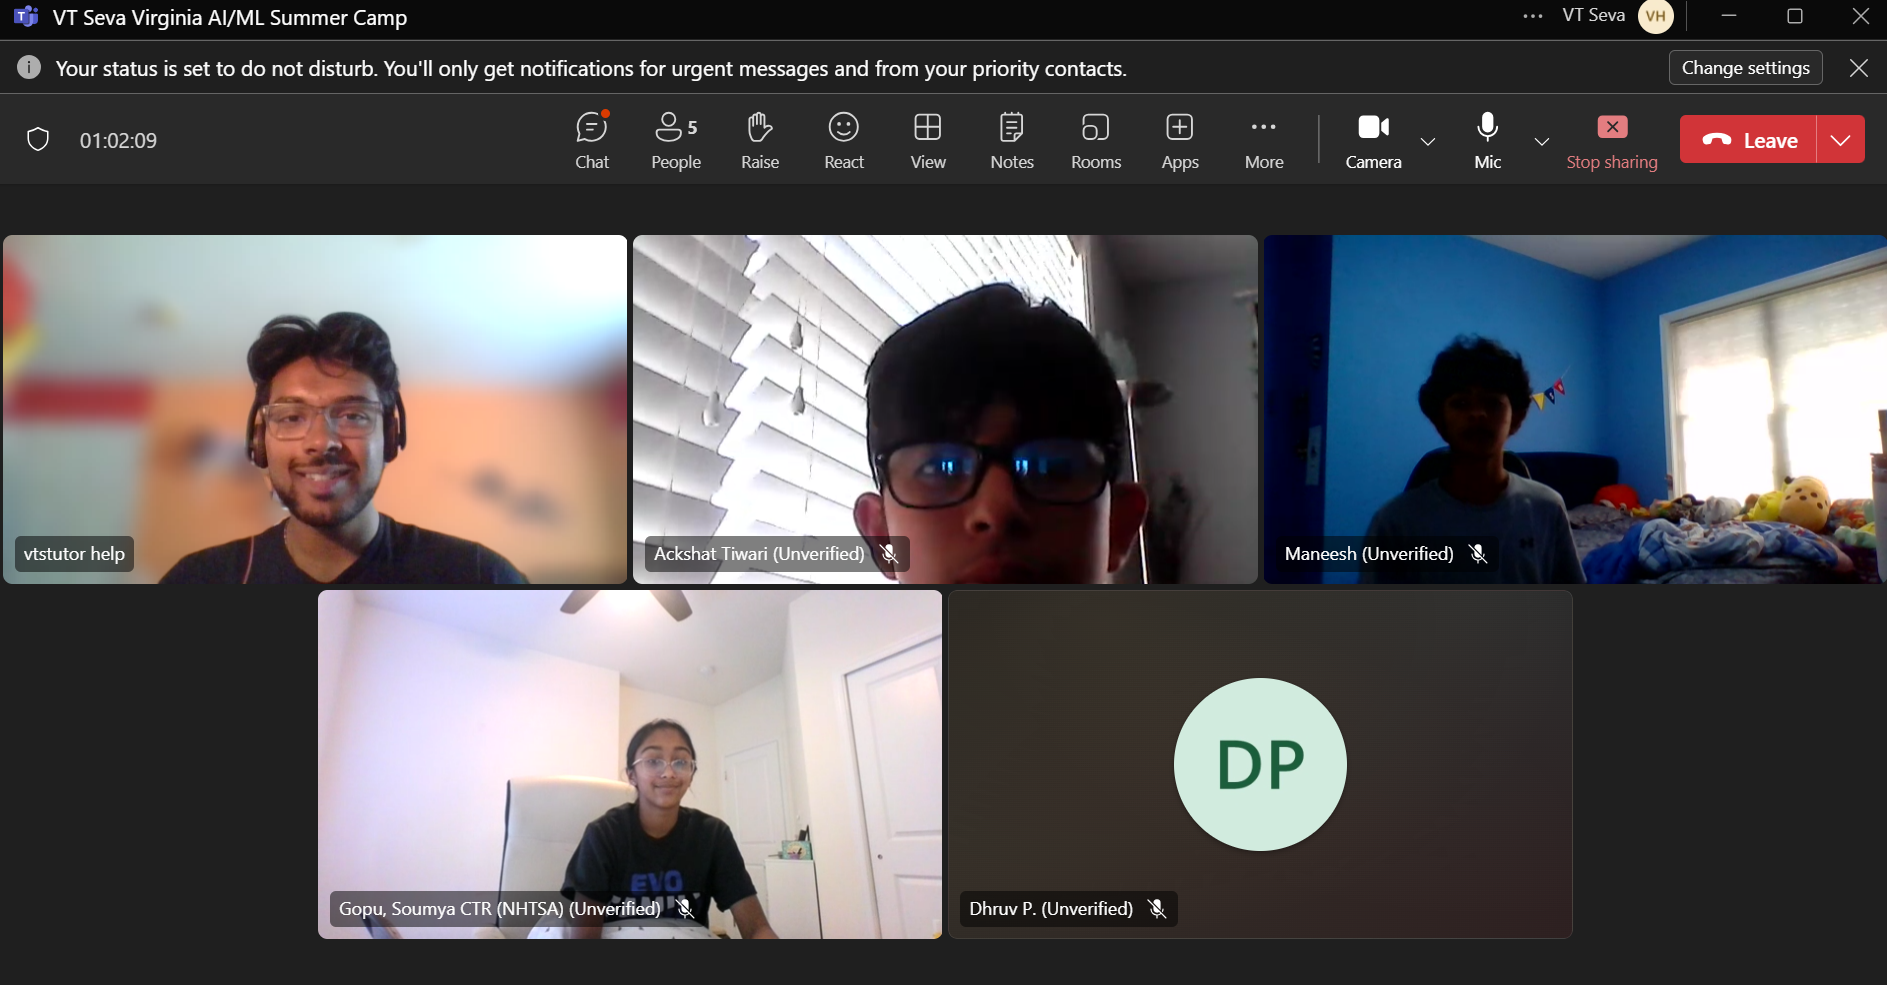 VT Seva Virginia AI/ML Summer Camp
VT Seva
VH
Your status is set to do not disturb. You'll only get notifications for urgent messages and from your priority contacts.
Change settings
01:02:09
5
Chat
People
Raise
React
View
Notes
Rooms
Apps
More
Camera
Mic
Stop sharing
Leave
vtstutor help
Ackshat Tiwari (Unverified)
Maneesh (Unverified)
EVO
Gopu, Soumya CTR (NHTSA) (Unverified)
DP
Dhruv P. (Unverified)